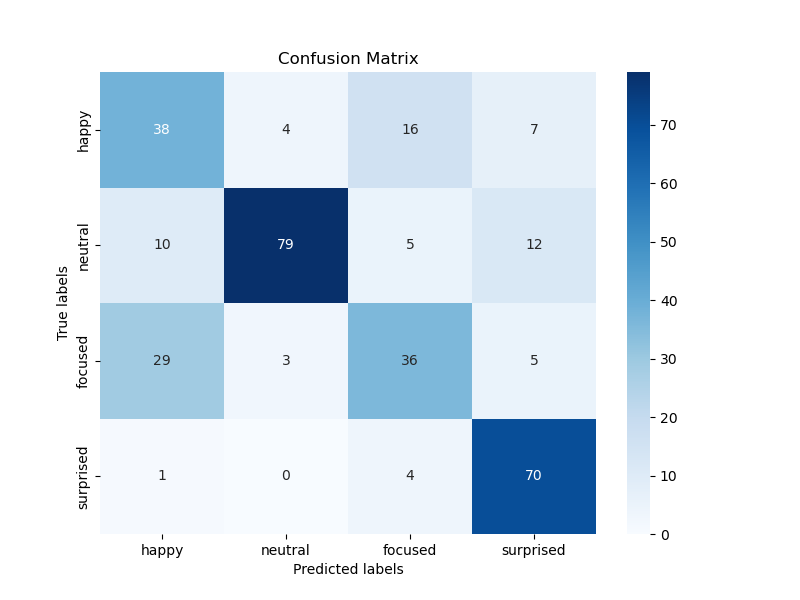 Confusion Matrix
happy 38 4 16 7
neutral 10 79 5 12
focused 29 3 36 5
surprised 1 0 4 70
happy neutral focused surprised
Predicted labels
True labels
70
60
50
40
30
20
10
0